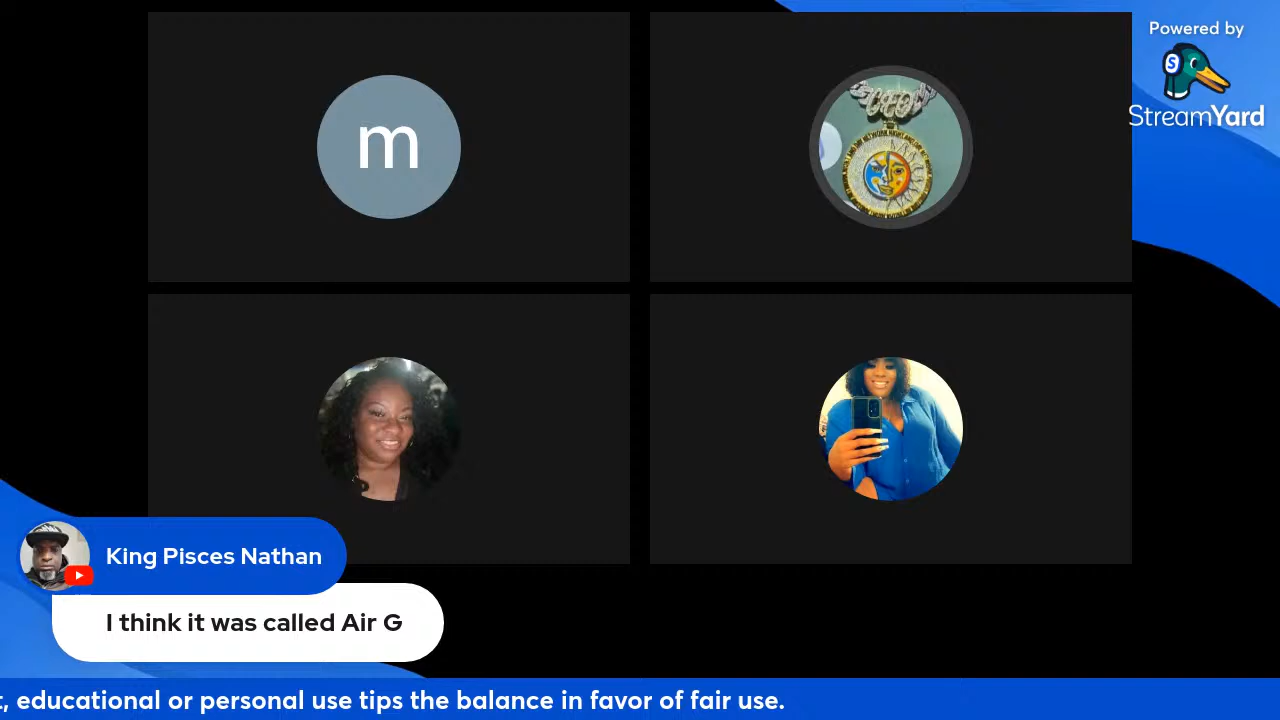 Powered by
StreamYard
m
CEO
King Pisces Nathan
I think it was called Air G
, educational or personal use tips the balance in favor of fair use.